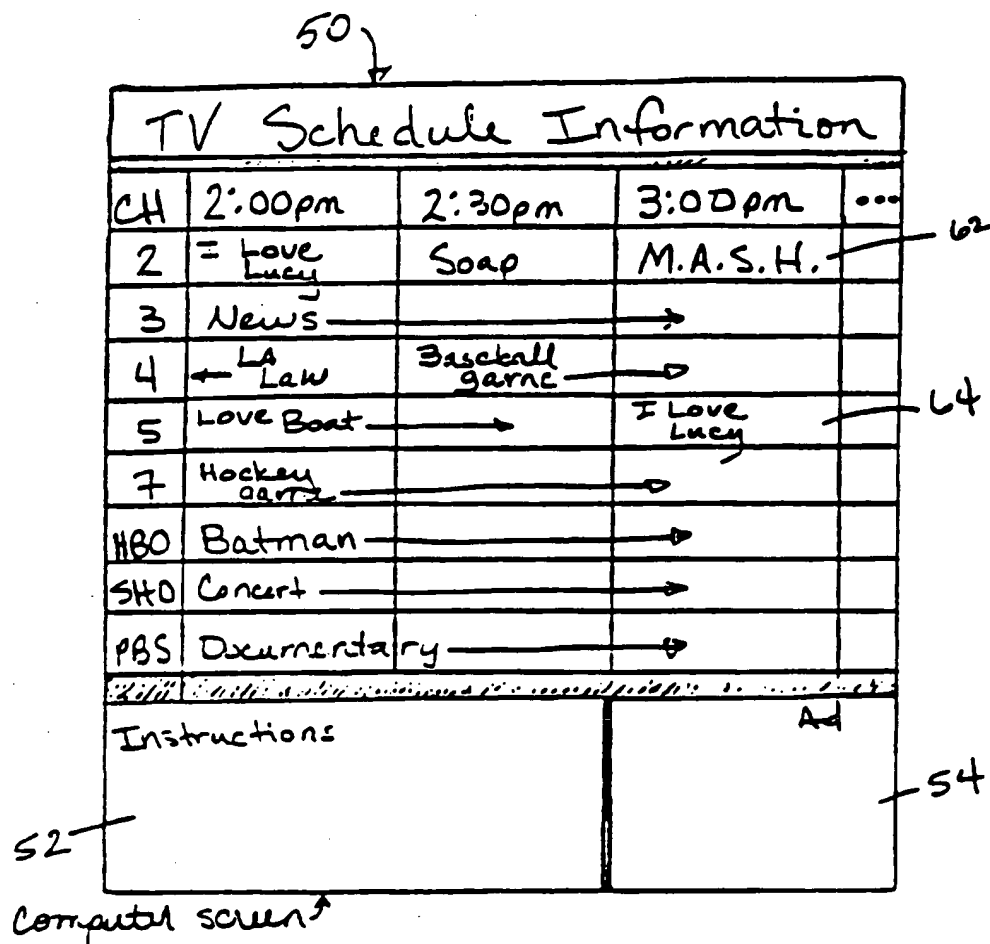 50
TV Schedule Information
CH 2:00pm 2:30pm 3:00pm ...
2 I Love Lucy Soap M.A.S.H. 62
3 News
4 LA Law Baseball game
5 Love Boat I Love Lucy 64
7 Hockey game
HBO Batman
SHO Concert
PBS Documentary
Instructions Ad
52 54
Computer screen